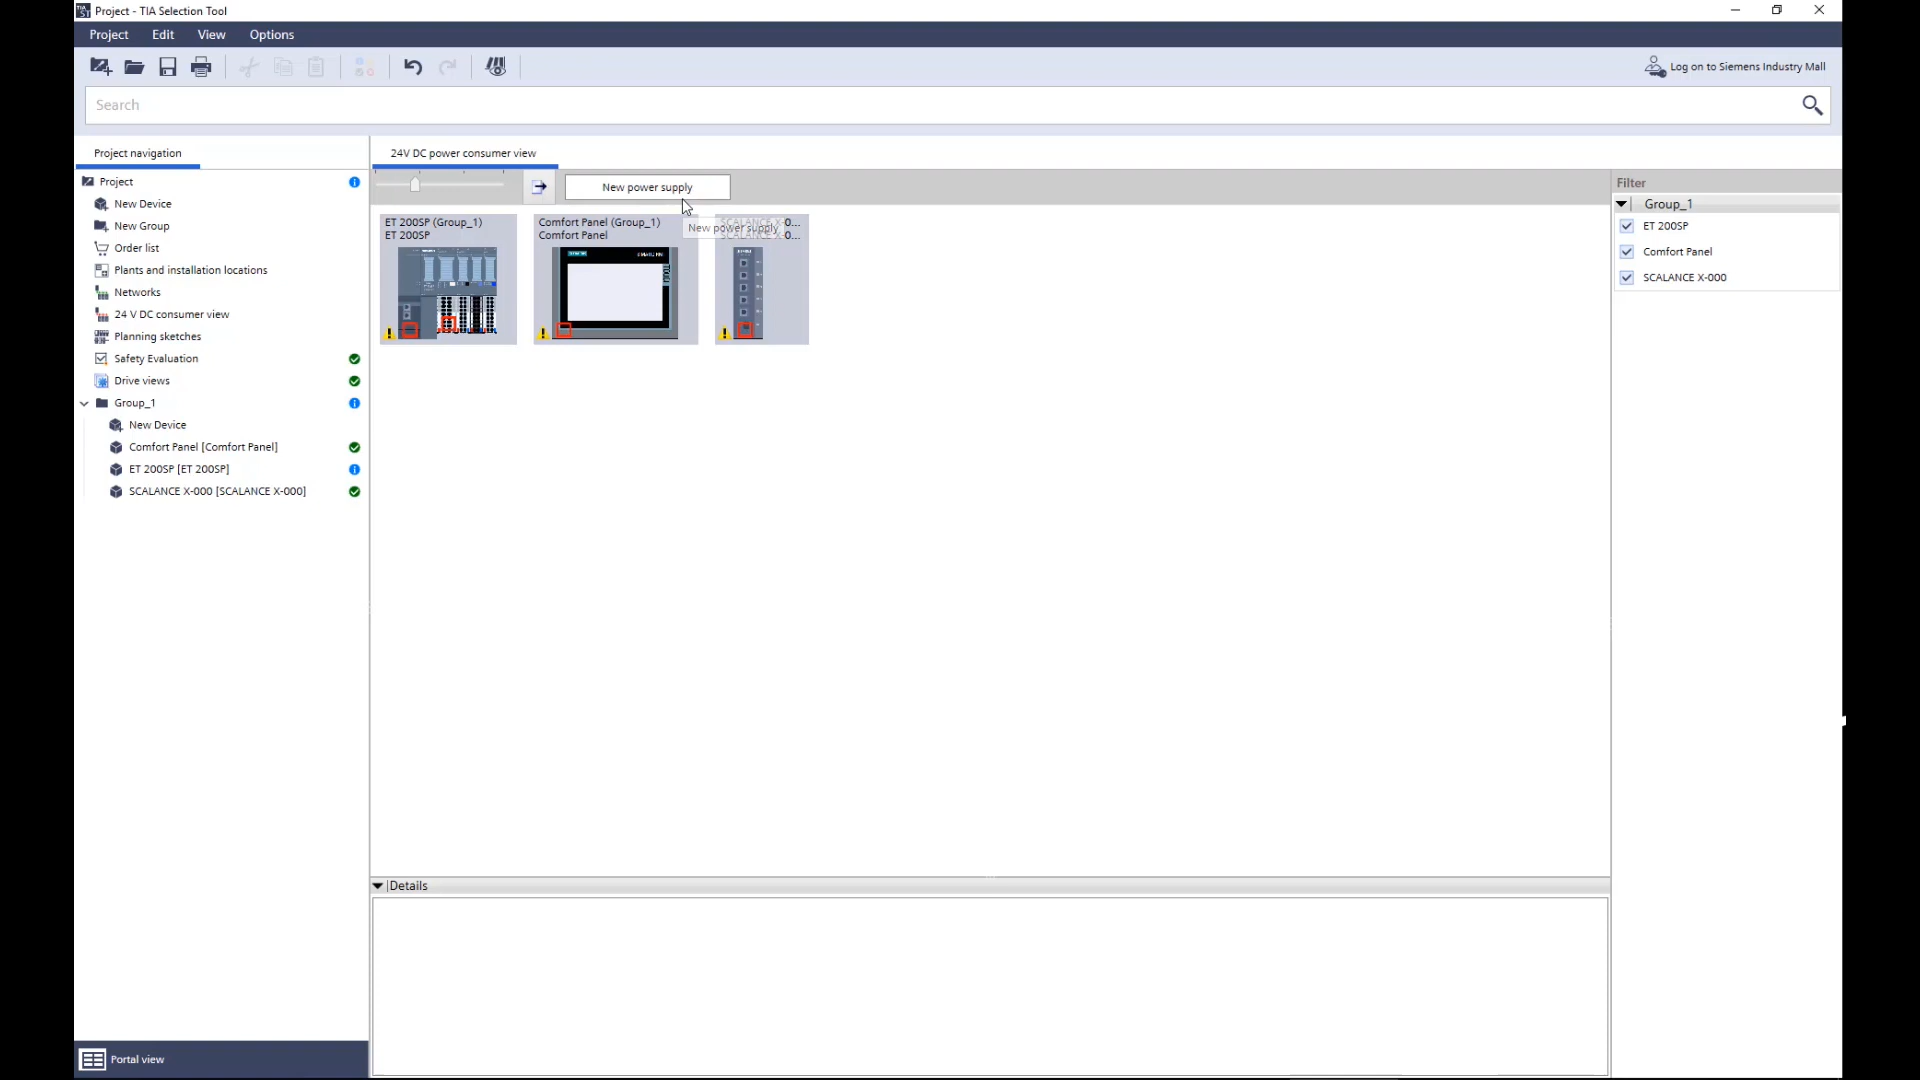 Project - TIA Selection Tool
Project Edit View Options
Log on to Siemens Industry Mall
Search
Project navigation
Project
New Device
New Group
Order list
Plants and installation locations
Networks
24 V DC consumer view
Planning sketches
Safety Evaluation
Drive views
Group_1
New Device
Comfort Panel [Comfort Panel]
ET 200SP [ET 200SP]
SCALANCE X-000 [SCALANCE X-000]
Portal view
24V DC power consumer view
New power supply
ET 200SP (Group_1)
ET 200SP
Comfort Panel (Group_1)
Comfort Panel
SCALANCE X-0...
SCALANCE X-0...
New power supply
Details
Filter
Group_1
ET 200SP
Comfort Panel
SCALANCE X-000